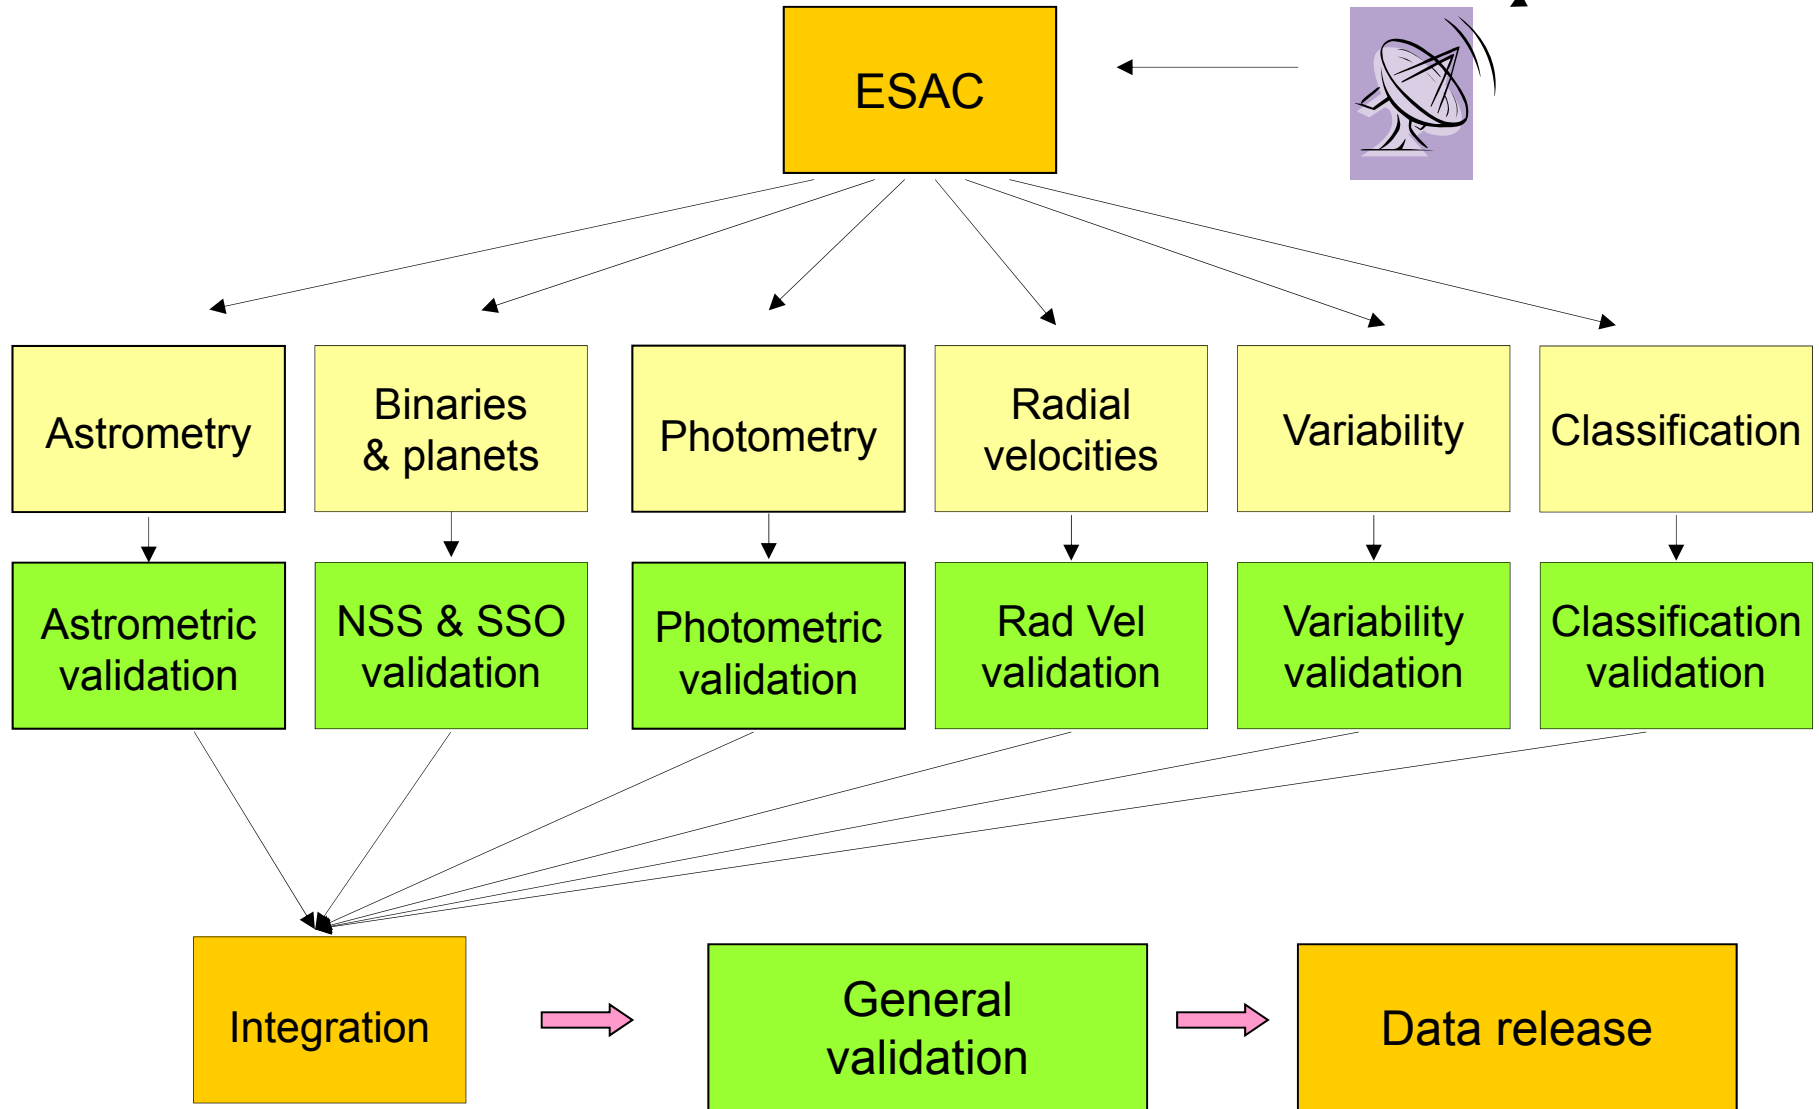 ESAC
Astrometry
Binaries
& planets
Photometry
Radial
velocities
Variability
Classification
Astrometric
validation
NSS & SSO
validation
Photometric
validation
Rad Vel
validation
Variability
validation
Classification
validation
Integration
General
validation
Data release